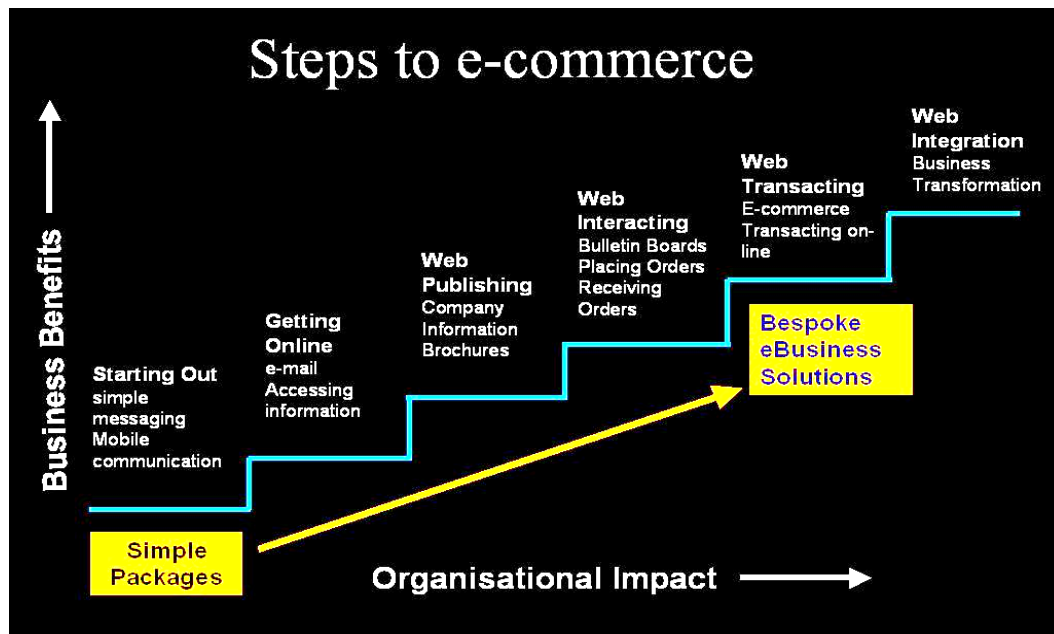 Steps to e-commerce
Business Benefits
Starting Out
simple
messaging
Mobile
communication
Getting
Online
e-mail
Accessing
information
Web
Publishing
Company
Information
Brochures
Web
Interacting
Bulletin Boards
Placing Orders
Receiving
Orders
Web
Transacting
E-commerce
Transacting on-
line
Web
Integration
Business
Transformation
Bespoke
eBusiness
Solutions
Simple
Packages
Organisational Impact